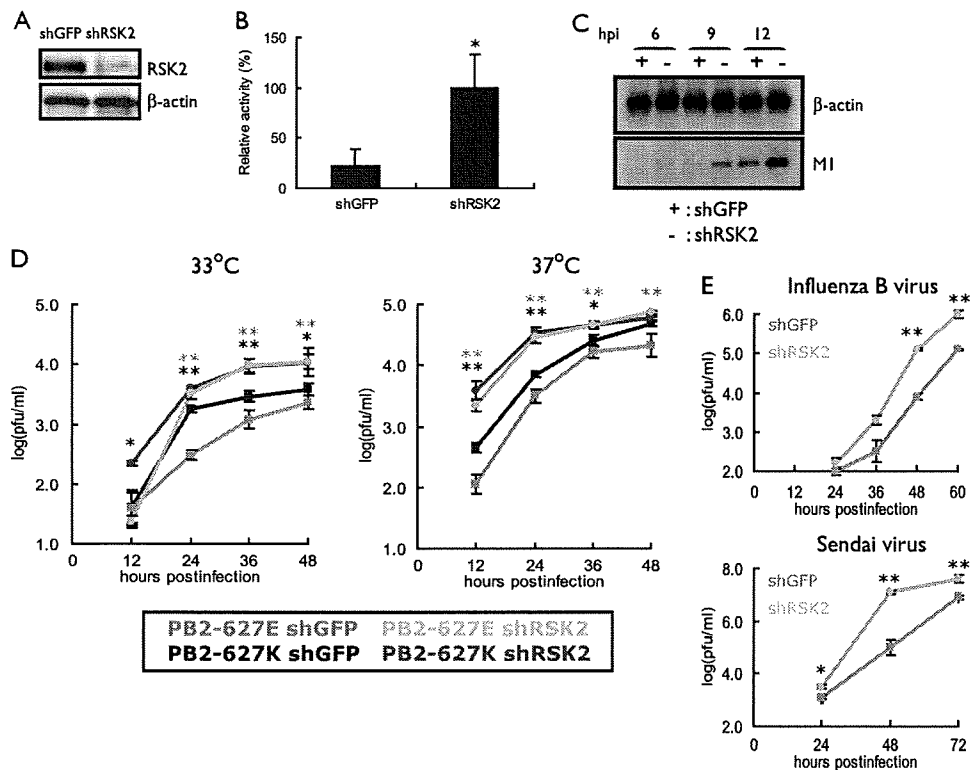 A
shGFP shRSK2
RSK2
β-actin
B
Relative activity (%)
150
100
50
0
*
shGFP
shRSK2
C
hpi 6 9 12
+ - + - + -
β-actin
M1
+ : shGFP
- : shRSK2
D
33°C
log(pfu/ml)
5.0
4.0
3.0
2.0
1.0
*
**
**
**
**
**
*
0 12 24 36 48
hours postinfection
37°C
log(pfu/ml)
5.0
4.0
3.0
2.0
1.0
**
**
**
**
**
*
**
0 12 24 36 48
hours postinfection
PB2-627E shGFP PB2-627E shRSK2
PB2-627K shGFP PB2-627K shRSK2
E
Influenza B virus
log(pfu/ml)
6.0
5.0
4.0
3.0
2.0
shGFP
shRSK2
**
**
0 12 24 36 48 60
hours postinfection
Sendai virus
log(pfu/ml)
8.0
6.0
4.0
2.0
shGFP
shRSK2
*
**
**
0 24 48 72
hours postinfection